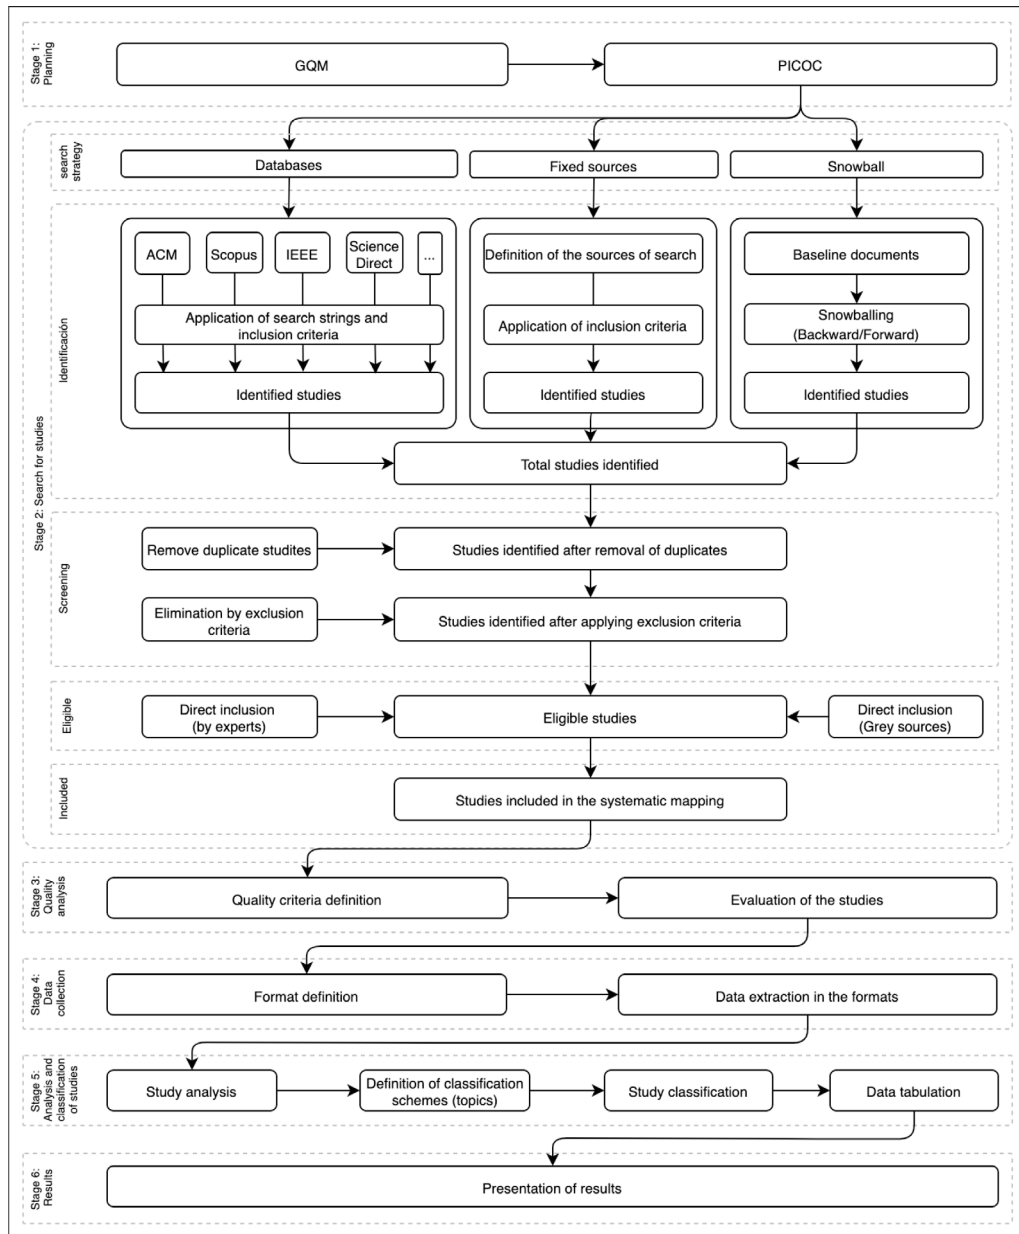 Stage 1:
Planning
GQM
PICOC
Stage 2: Search for studies
search
strategy
Databases
Fixed sources
Snowball
Identificación
ACM
Scopus
IEEE
Science
Direct
...
Application of search strings and
inclusion criteria
Identified studies
Definition of the sources of search
Application of inclusion criteria
Identified studies
Baseline documents
Snowballing
(Backward/Forward)
Identified studies
Total studies identified
Screening
Remove duplicate studites
Studies identified after removal of duplicates
Elimination by exclusion
criteria
Studies identified after applying exclusion criteria
Eligible
Direct inclusion
(by experts)
Eligible studies
Direct inclusion
(Grey sources)
Included
Studies included in the systematic mapping
Stage 3:
Quality
analysis
Quality criteria definition
Evaluation of the studies
Stage 4:
Data
collection
Format definition
Data extraction in the formats
Stage 5:
Analysis and
classification
of studies
Study analysis
Definition of classification
schemes (topics)
Study classification
Data tabulation
Stage 6:
Results
Presentation of results